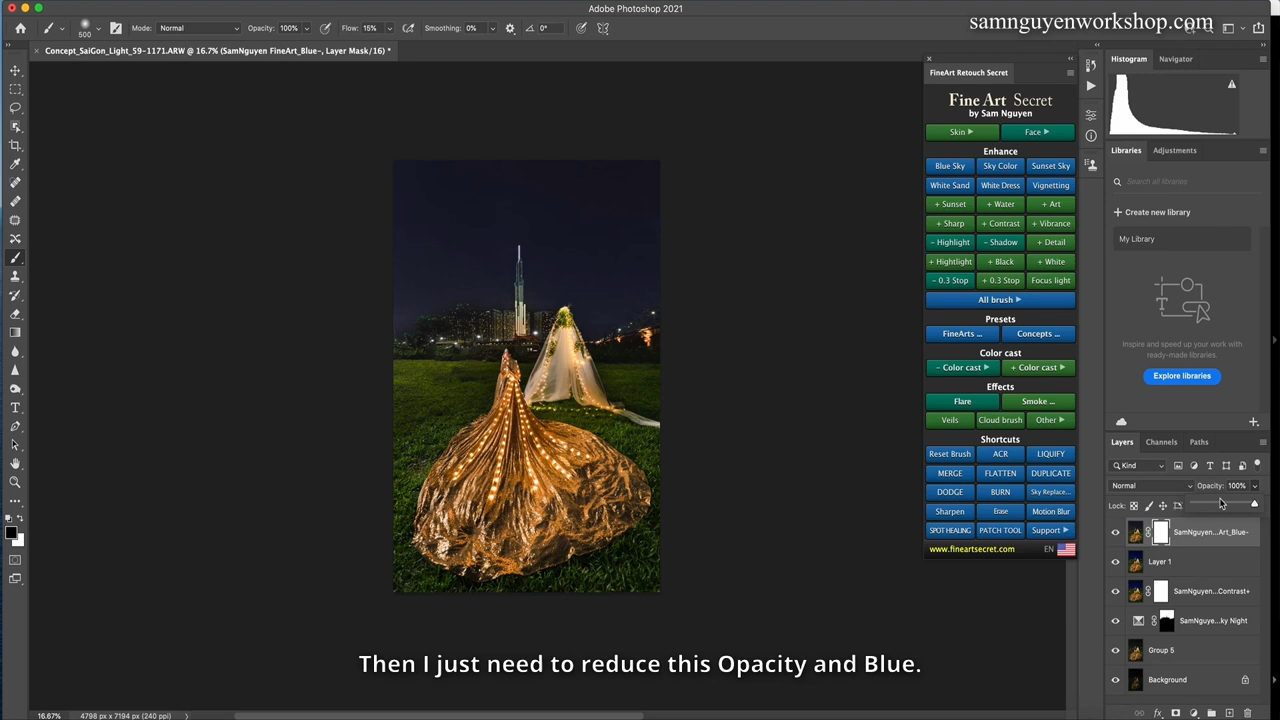 Adobe Photoshop 2021
samnguyenworkshop.com
500
Mode: Normal
Opacity: 100%
Flow: 15%
Smoothing: 0%
0°
Concept_SaiGon_Light_59-1171.ARW @ 16.7% (SamNguyen FineArt_Blue-, Layer Mask/16) *
FineArt Retouch Secret
Fine Art Secret
by Sam Nguyen
Skin
Face
Enhance
Blue Sky
Sky Color
Sunset Sky
White Sand
White Dress
Vignetting
+ Sunset
+ Water
+ Art
+ Sharp
+ Contrast
+ Vibrance
- Highlight
- Shadow
+ Detail
+ Hightlight
+ Black
+ White
- 0.3 Stop
+ 0.3 Stop
Focus light
All brush
Presets
FineArts ...
Concepts ...
Color cast
- Color cast
+ Color cast
Effects
Flare
Smoke ...
Veils
Cloud brush
Other
Shortcuts
Reset Brush
ACR
LIQUIFY
MERGE
FLATTEN
DUPLICATE
DODGE
BURN
Sky Replace...
Sharpen
Erase
Motion Blur
SPOT HEALING
PATCH TOOL
Support
www.fineartsecret.com
EN
Histogram
Navigator
Libraries
Adjustments
Search all libraries
+ Create new library
My Library
Inspire and speed up your work with
ready-made libraries.
Explore libraries
Layers
Channels
Paths
Kind
Normal
Opacity: 100%
Lock:
SamNguyen...Art_Blue-
Layer 1
SamNguyen...Contrast+
SamNguye...ky Night
Group 5
Background
Then I just need to reduce this Opacity and Blue.
16.67%
4798 px x 7194 px (240 ppi)